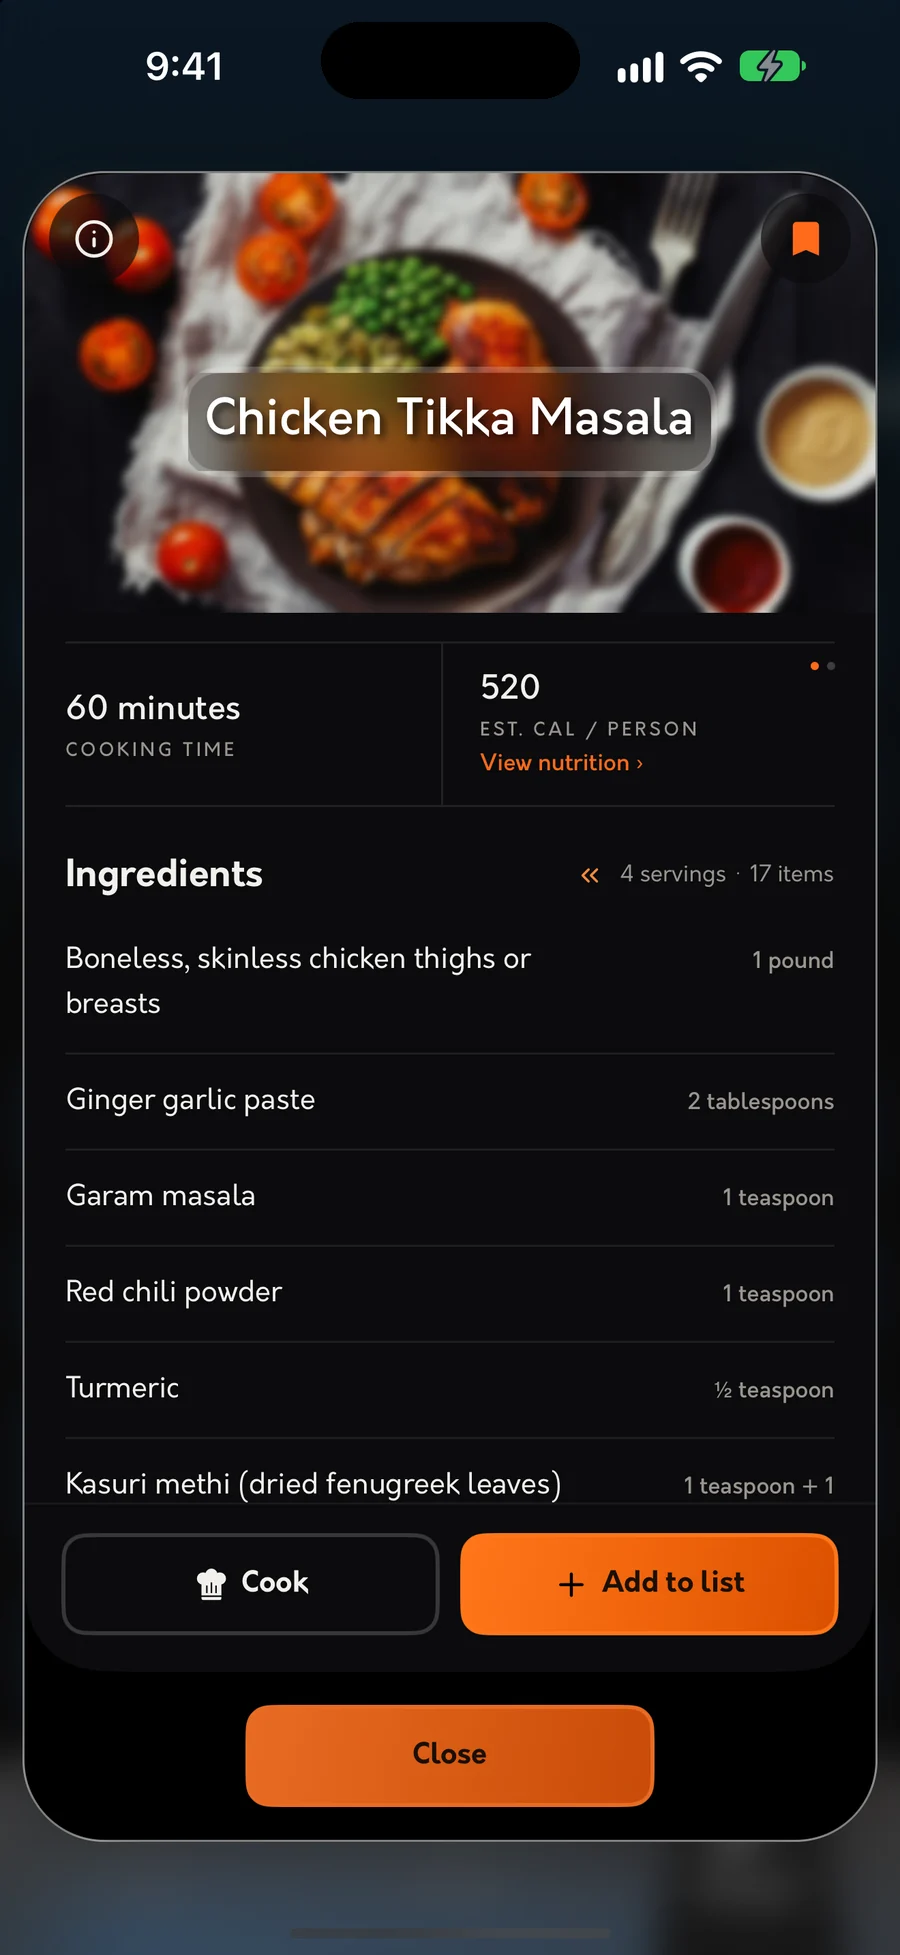 9:41
Chicken Tikka Masala
60 minutes
COOKING TIME
520
EST. CAL / PERSON
View nutrition ›
Ingredients
« 4 servings · 17 items
Boneless, skinless chicken thighs or
breasts
1 pound
Ginger garlic paste
2 tablespoons
Garam masala
1 teaspoon
Red chili powder
1 teaspoon
Turmeric
½ teaspoon
Kasuri methi (dried fenugreek leaves)
1 teaspoon + 1
Cook
+ Add to list
Close